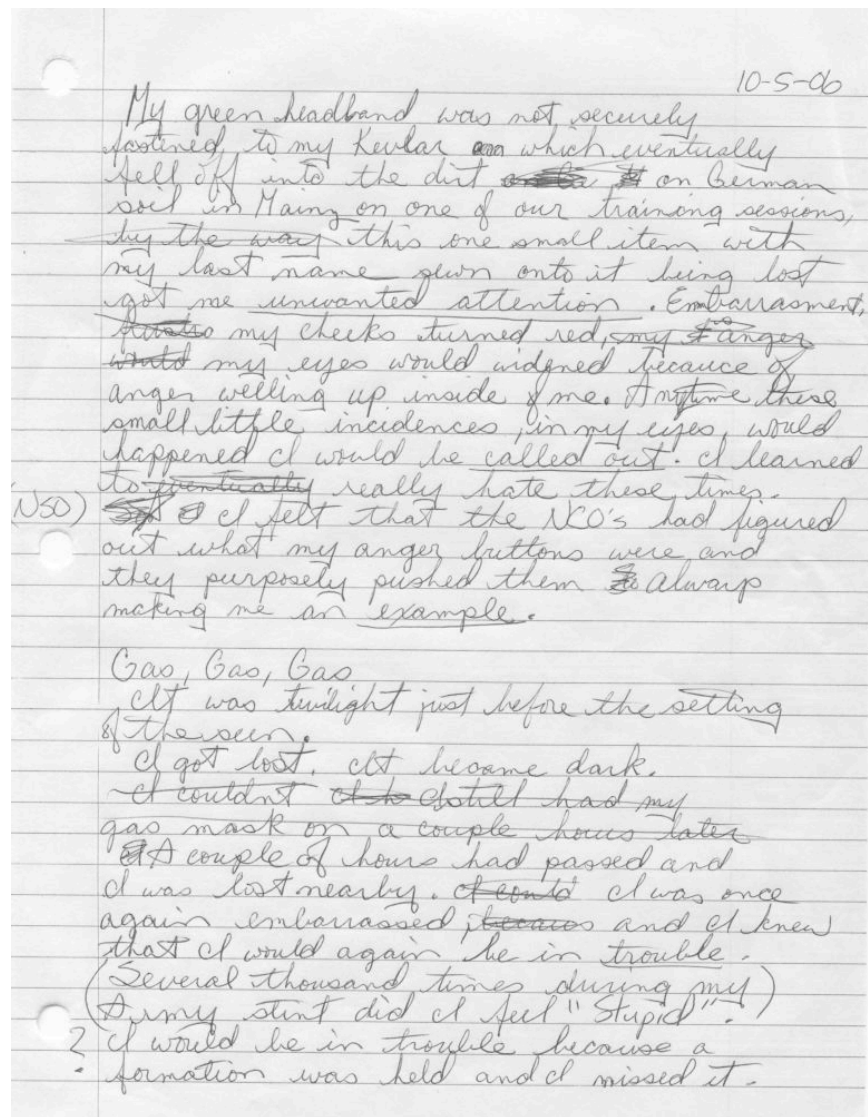 10-5-06
My green headband was not securely
fastined to my Kevlar which eventually
fell off into the dirt on German
soil in Mainz on one of our training sessions,
by the way this one small item with
my last name sewn onto it being lost
got me unwanted attention. Embarrasment,
my cheeks turned red, my anger
would my eyes would widgned because of
anger welling up inside of me. Anytime these
small little incidences, in my eyes, would
happened I would be called out. I learned
to eventually really hate these times.
(NSO) I felt that the NCO's had figured
out what my anger buttons were and
they purposely pushed them Always
making me an example.
Gas, Gas, Gas
It was twilight just before the setting
of the sun.
I got lost. It became dark.
I couldnt I still had my
gas mask on a couple hours later
A couple of hours had passed and
I was lost nearby. I could I was once
again embarrassed, becaus and I knew
that I would again be in trouble.
(Several thousand times during my
Army stint did I feel "Stupid".)
? I would be in trouble because a
formation was held and I missed it.